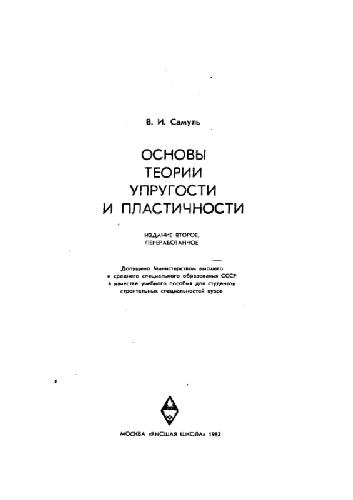 В. И. Самуль
ОСНОВЫ
ТЕОРИИ
УПРУГОСТИ
И ПЛАСТИЧНОСТИ
ИЗДАНИЕ ВТОРОЕ,
ПЕРЕРАБОТАННОЕ
Допущено Министерством высшего
и среднего специального образования СССР
в качестве учебного пособия для студентов
строительных специальностей вузов
МОСКВА «ВЫСШАЯ ШКОЛА» 1982